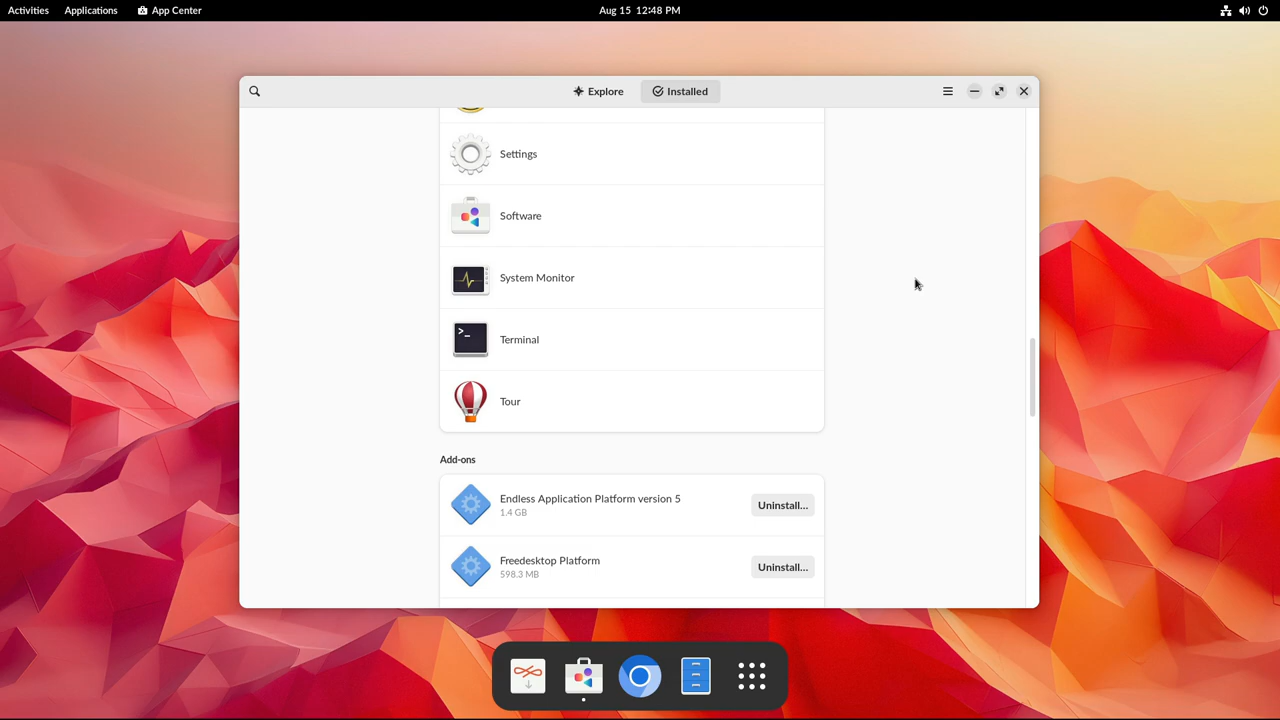 Activities
Applications
App Center
Aug 15 12:48 PM
Explore
Installed
Settings
Software
System Monitor
>_
Terminal
Tour
Add-ons
Endless Application Platform version 5
1.4 GB
Uninstall...
Freedesktop Platform
598.3 MB
Uninstall...